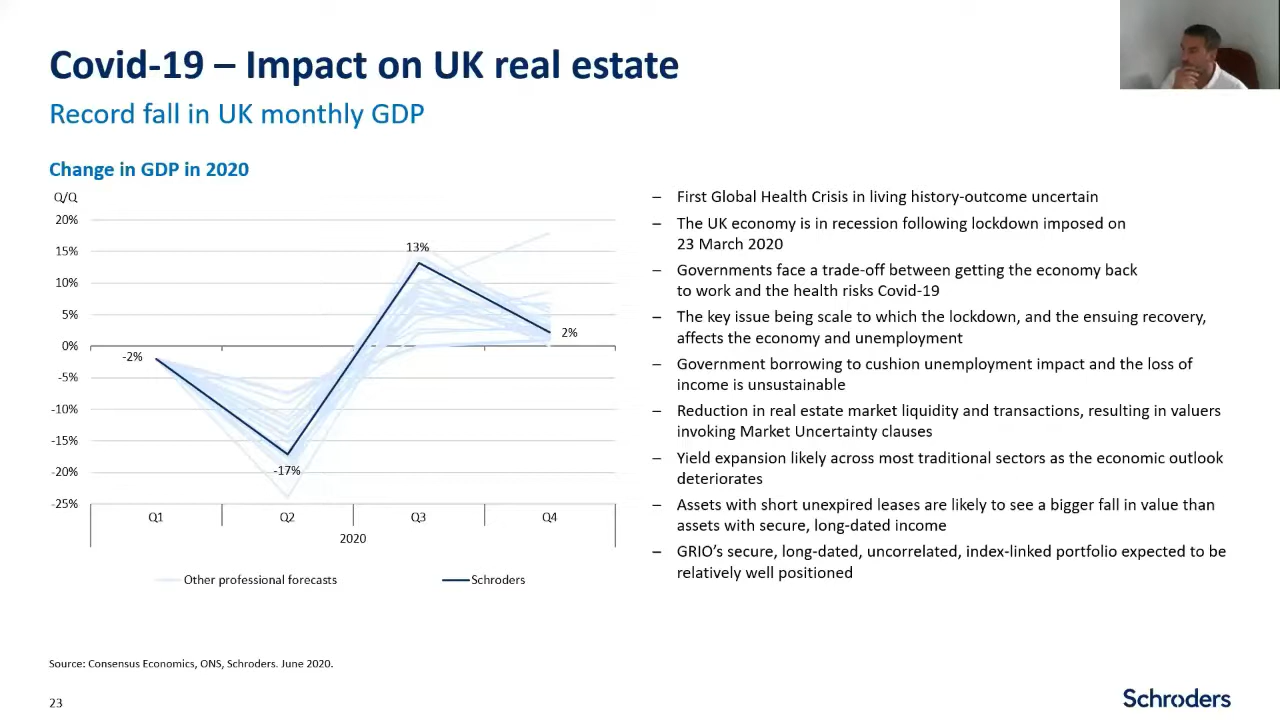 Covid-19 – Impact on UK real estate
Record fall in UK monthly GDP
Change in GDP in 2020
Q/Q
20%
15%
10%
5%
0%
-5%
-10%
-15%
-20%
-25%
-2%
-17%
13%
2%
Q1
Q2
Q3
Q4
2020
Other professional forecasts
Schroders
– First Global Health Crisis in living history-outcome uncertain
– The UK economy is in recession following lockdown imposed on
23 March 2020
– Governments face a trade-off between getting the economy back
to work and the health risks Covid-19
– The key issue being scale to which the lockdown, and the ensuing recovery,
affects the economy and unemployment
– Government borrowing to cushion unemployment impact and the loss of
income is unsustainable
– Reduction in real estate market liquidity and transactions, resulting in valuers
invoking Market Uncertainty clauses
– Yield expansion likely across most traditional sectors as the economic outlook
deteriorates
– Assets with short unexpired leases are likely to see a bigger fall in value than
assets with secure, long-dated income
– GRIO’s secure, long-dated, uncorrelated, index-linked portfolio expected to be
relatively well positioned
Source: Consensus Economics, ONS, Schroders. June 2020.
23
Schroders